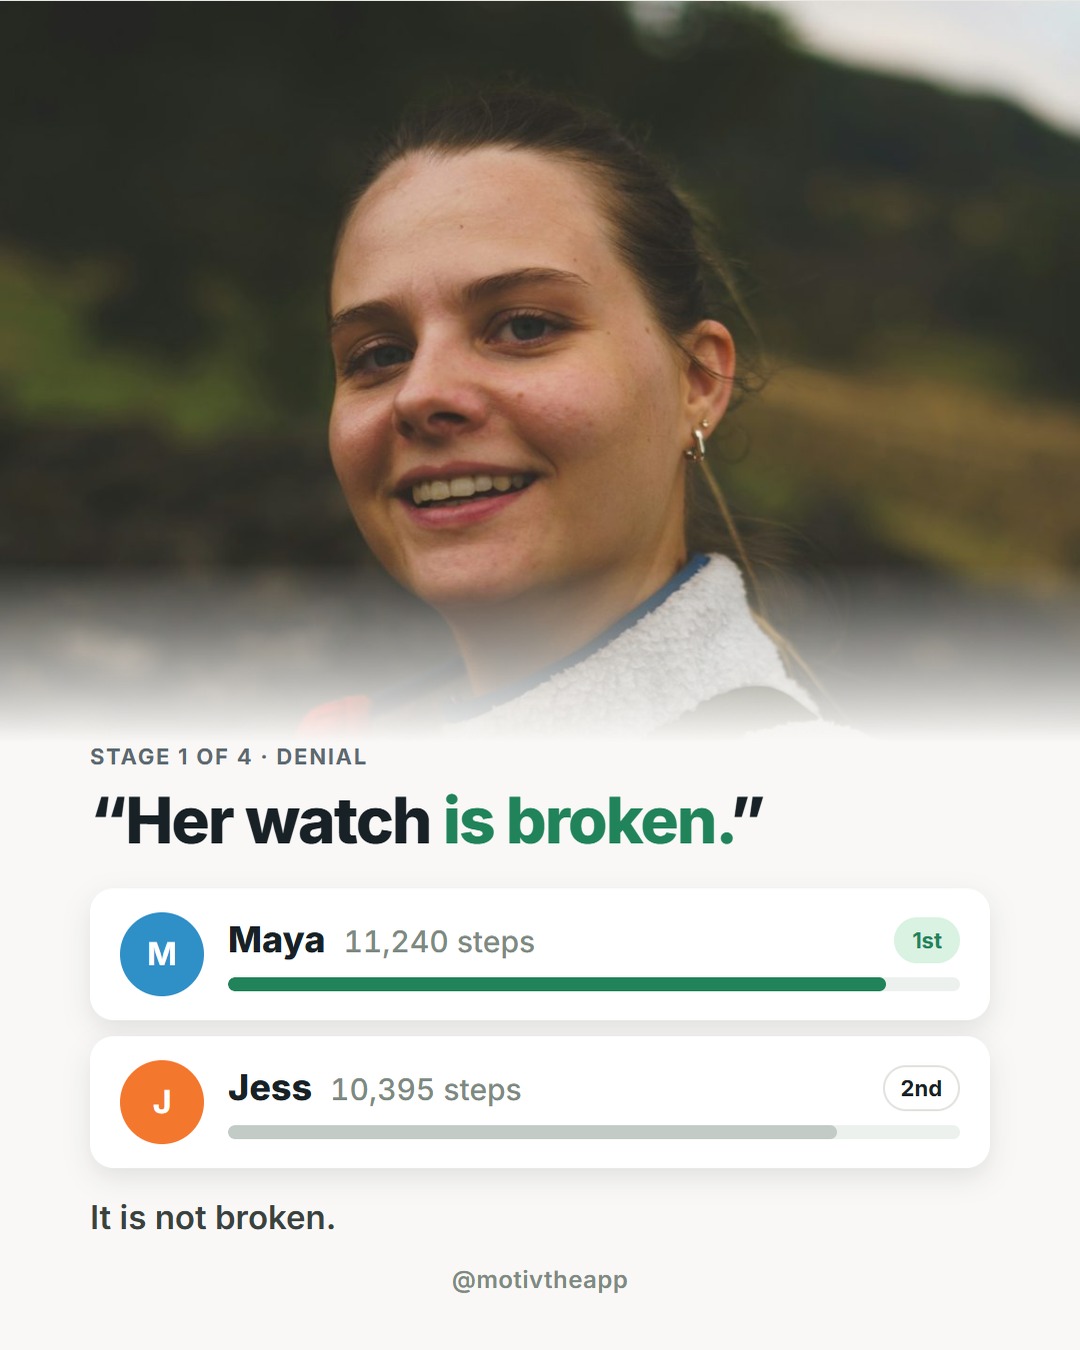 STAGE 1 OF 4 · DENIAL
“Her watch is broken.”
M
Maya 11,240 steps
1st
J
Jess 10,395 steps
2nd
It is not broken.
@motivtheapp